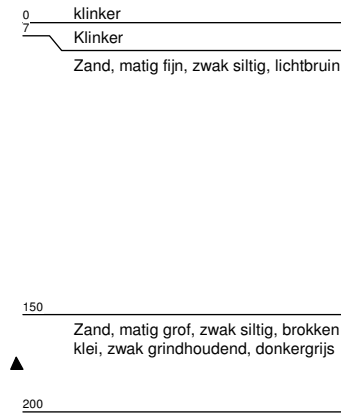 0 klinker
7 Klinker
Zand, matig fijn, zwak siltig, lichtbruin
150
Zand, matig grof, zwak siltig, brokken
klei, zwak grindhoudend, donkergrijs
200